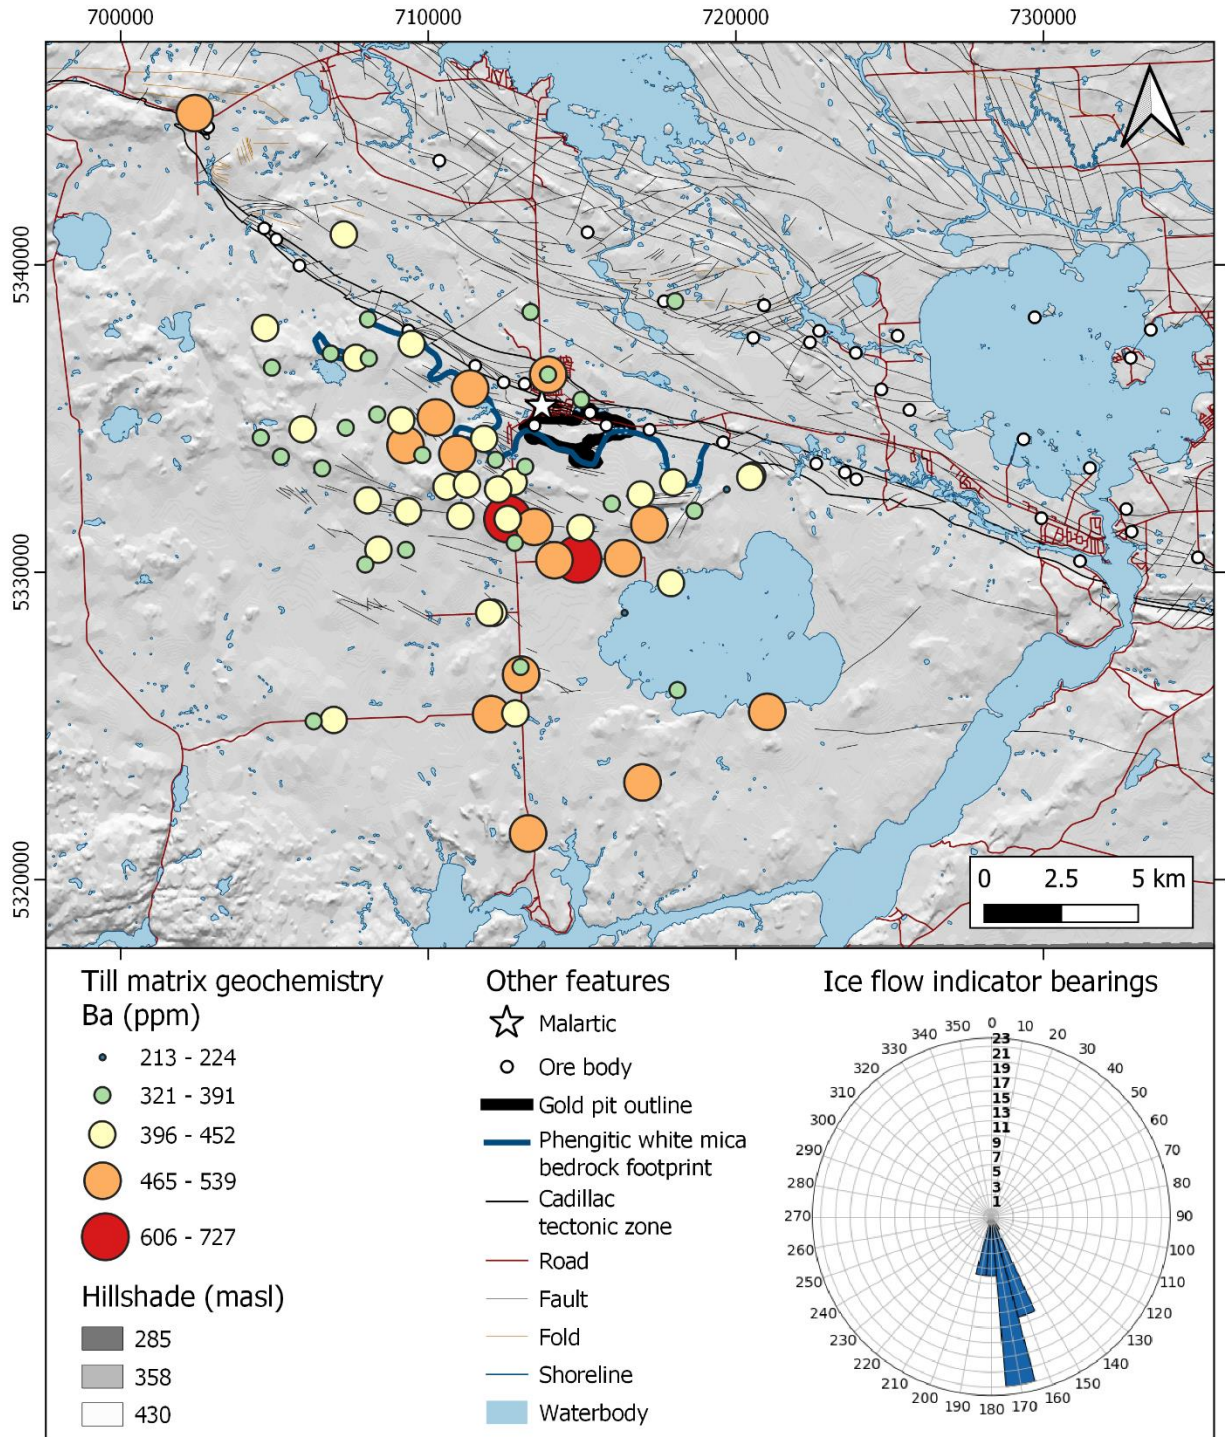 700000 710000 720000 730000
5340000
5330000
5320000
0 2.5 5 km
Till matrix geochemistry
Ba (ppm)
213 - 224
321 - 391
396 - 452
465 - 539
606 - 727
Hillshade (masl)
285
358
430
Other features
Malartic
Ore body
Gold pit outline
Phengitic white mica
bedrock footprint
Cadillac
tectonic zone
Road
Fault
Fold
Shoreline
Waterbody
Ice flow indicator bearings
0
10
20
30
40
50
60
70
80
90
100
110
120
130
140
150
160
170
180
190
200
210
220
230
240
250
260
270
280
290
300
310
320
330
340
350
23
21
19
17
15
13
11
9
7
5
3
1